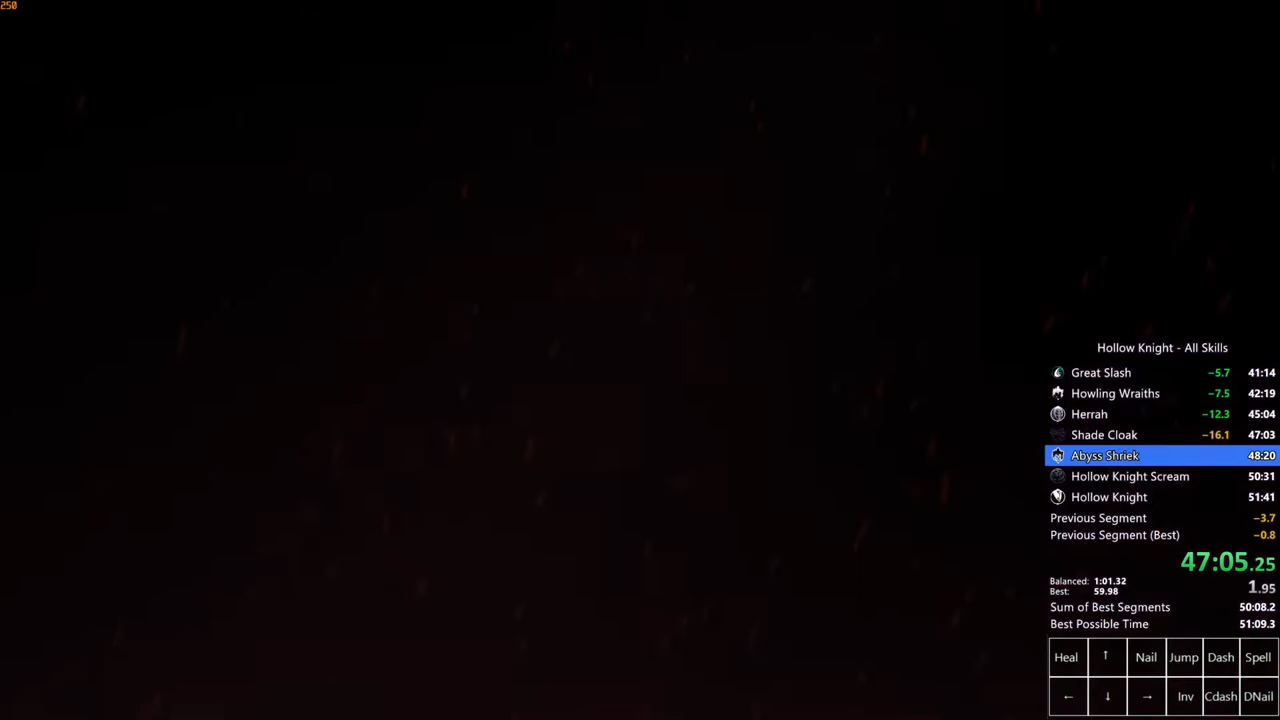 250
Hollow Knight - All Skills
Great Slash −5.7 41:14
Howling Wraiths −7.5 42:19
Herrah −12.3 45:04
Shade Cloak −16.1 47:03
Abyss Shriek 48:20
Hollow Knight Scream 50:31
Hollow Knight 51:41
Previous Segment −3.7
Previous Segment (Best) −0.8
47:05.25
Balanced: 1:01.32
Best: 59.98 1.95
Sum of Best Segments 50:08.2
Best Possible Time 51:09.3
Heal ↑ Nail Jump Dash Spell
← ↓ → Inv Cdash DNail